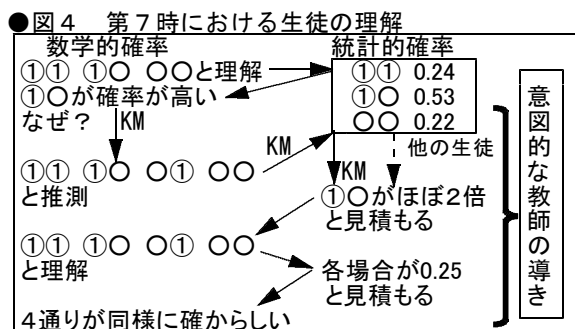 ●図４　第７時における生徒の理解
数学的確率
①①　①○　○○と理解
①○が確率が高い
なぜ？
KM
①①　①○　○①　○○
と推測
①①　①○　○①　○○
と理解
4通りが同様に確からしい
統計的確率
①①　0.24
①○　0.53
○○　0.22
KM
KM
他の生徒
①○がほぼ２倍
と見積もる
各場合が0.25
と見積もる
意図的な教師の導き